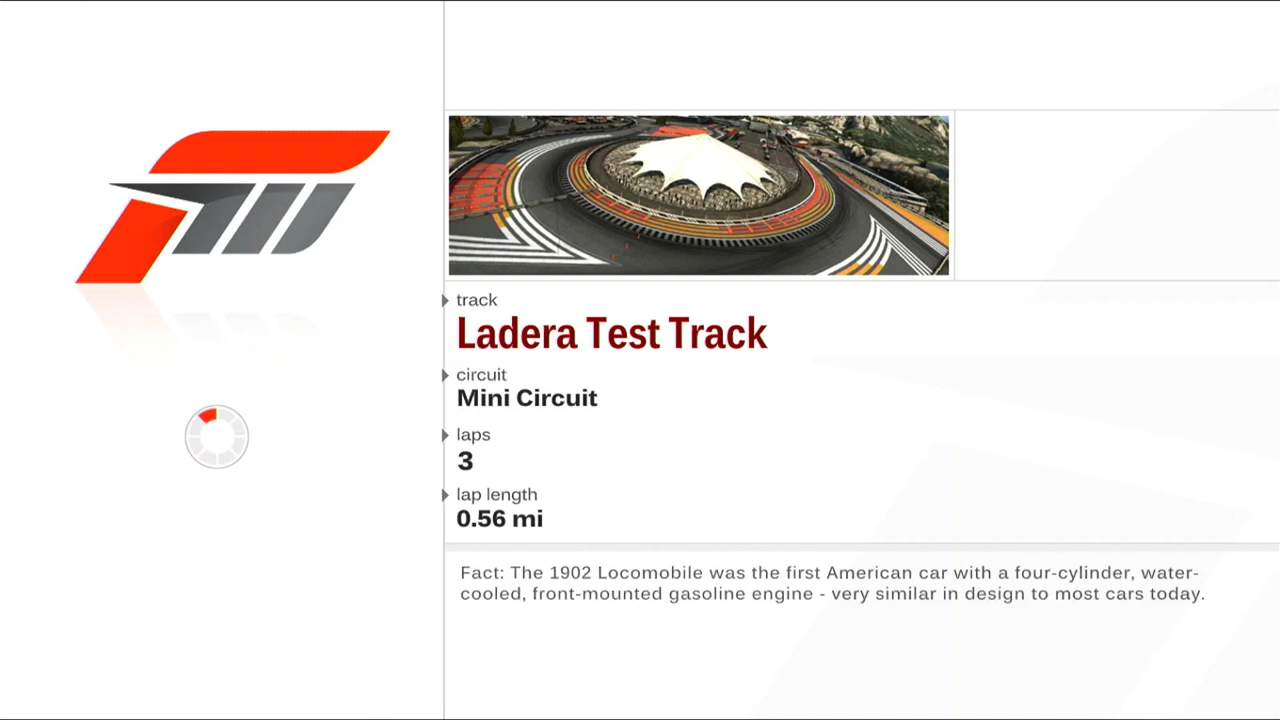 track
Ladera Test Track
circuit
Mini Circuit
laps
3
lap length
0.56 mi
Fact: The 1902 Locomobile was the first American car with a four-cylinder, water-
cooled, front-mounted gasoline engine - very similar in design to most cars today.